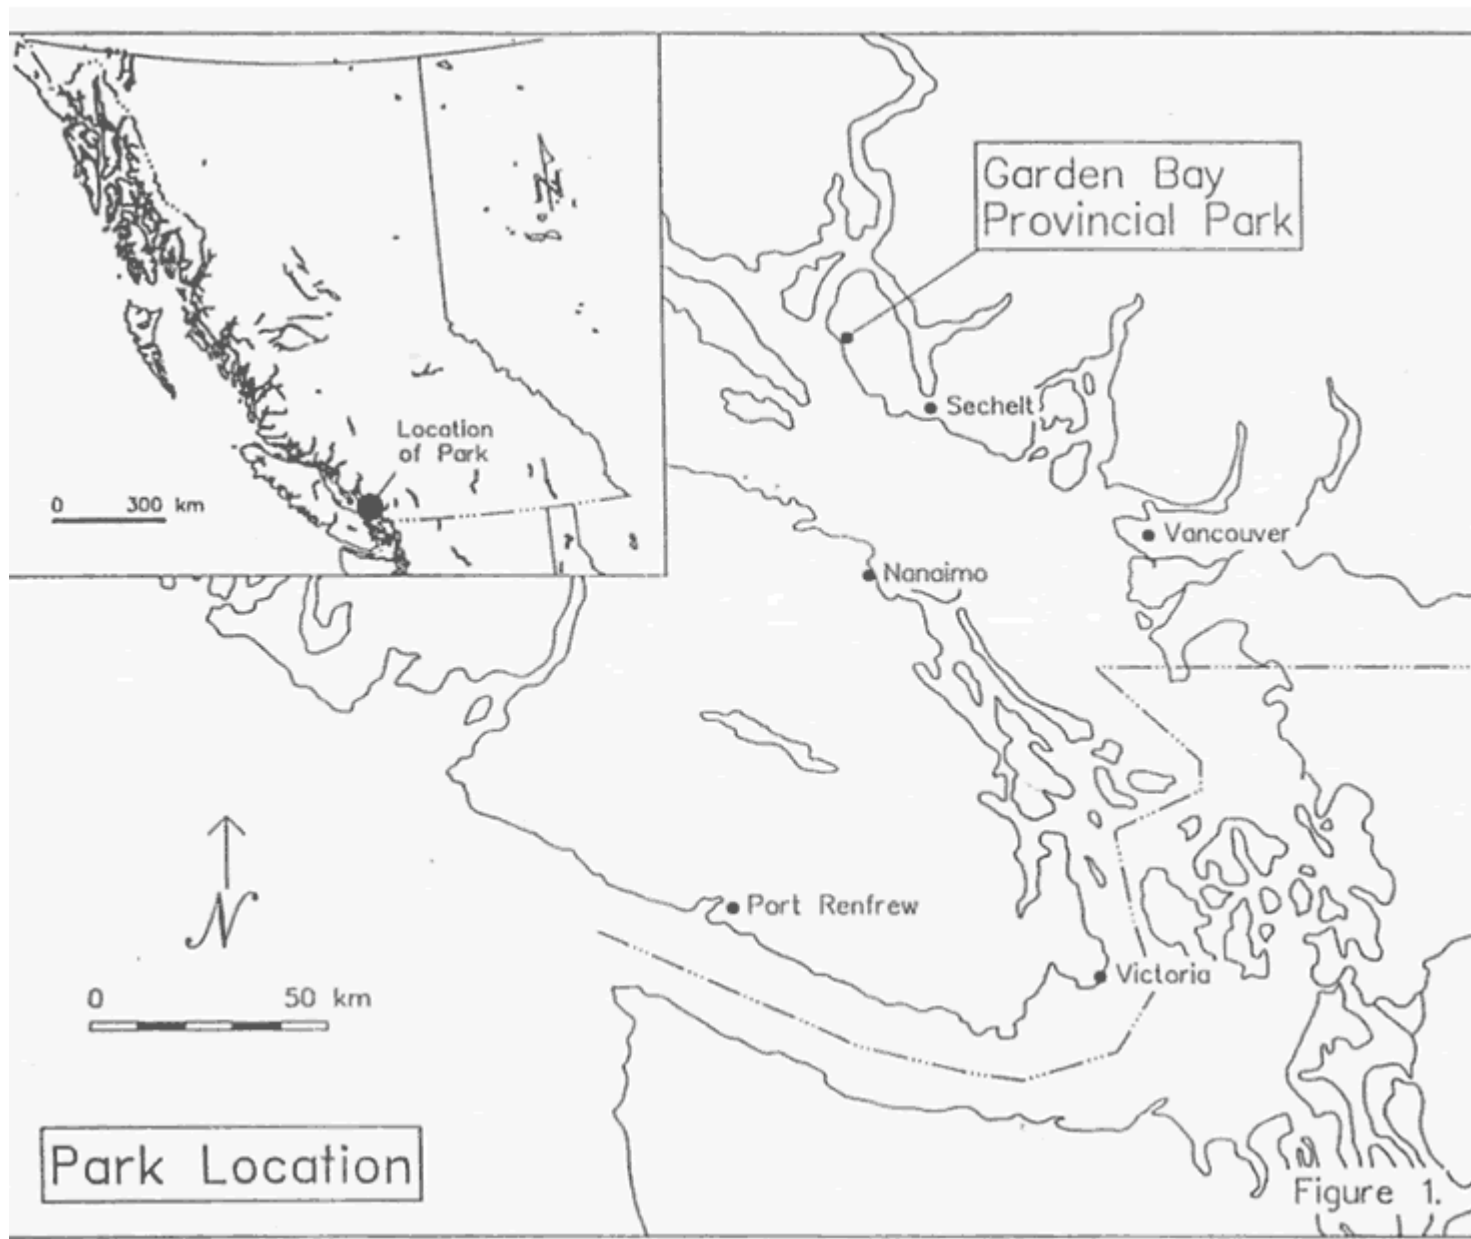 Garden Bay
Provincial Park
Location
of Park
0 300 km
N
Sechelt
Vancouver
Nanaimo
Port Renfrew
Victoria
N
0 50 km
Park Location
Figure 1.